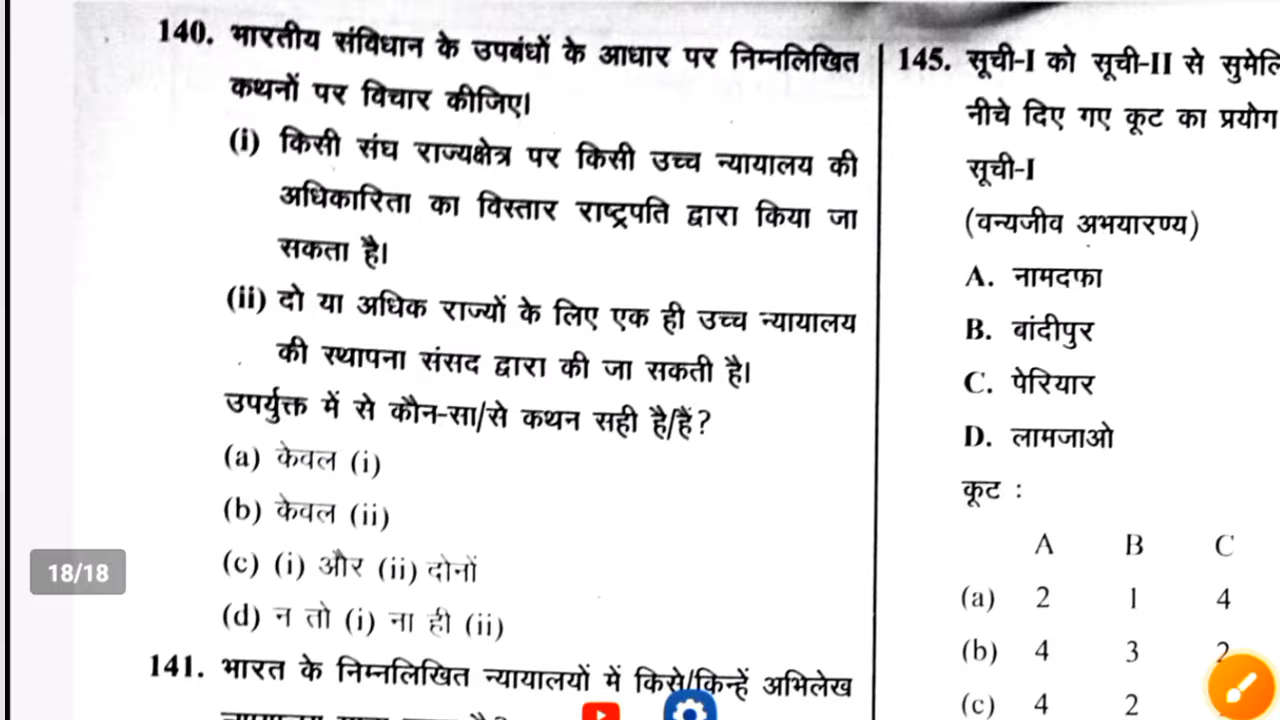 140. भारतीय संविधान के उपबंधों के आधार पर निम्नलिखित
कथनों पर विचार कीजिए।
(i) किसी संघ राज्यक्षेत्र पर किसी उच्च न्यायालय की
अधिकारिता का विस्तार राष्ट्रपति द्वारा किया जा
सकता है।
(ii) दो या अधिक राज्यों के लिए एक ही उच्च न्यायालय
की स्थापना संसद द्वारा की जा सकती है।
उपर्युक्त में से कौन-सा/से कथन सही है/हैं?
(a) केवल (i)
(b) केवल (ii)
(c) (i) और (ii) दोनों
(d) न तो (i) ना ही (ii)
141. भारत के निम्नलिखित न्यायालयों में किसे/किन्हें अभिलेख
145. सूची-I को सूची-II से
नीचे दिए गए कूट का प्रयोग
सूची-I
(वन्यजीव अभयारण्य)
A. नामदफा
B. बांदीपुर
C. पेरियार
D. लामजाओ
कूट :
A B C
(a) 2 1 4
(b) 4 3 2
(c) 4 2
18/18